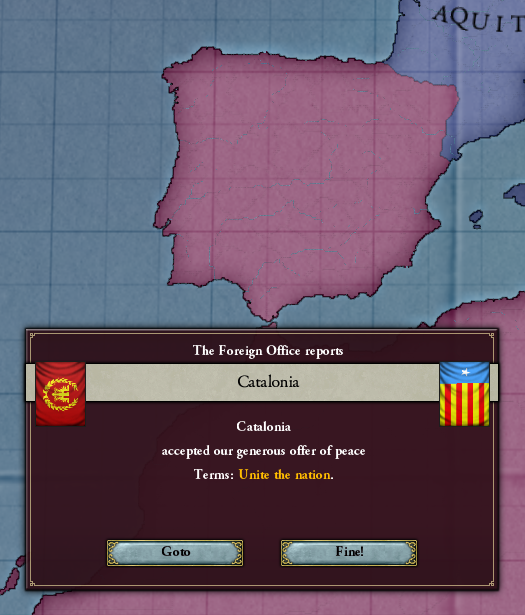 AQUIT
The Foreign Office reports
Catalonia
Catalonia
accepted our generous offer of peace
Terms: Unite the nation.
Goto
Fine!